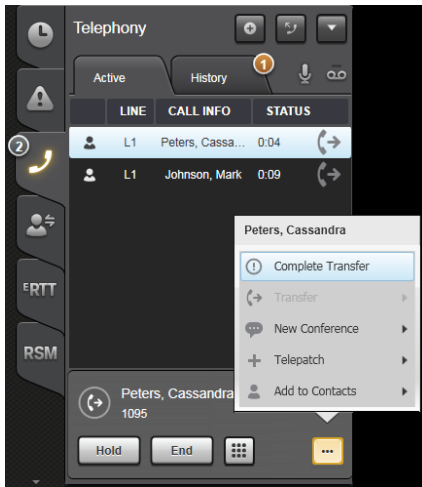 Telephony
Active
History
1
LINE
CALL INFO
STATUS
2
L1
Peters, Cassa...
0:04
L1
Johnson, Mark
0:09
ERTT
RSM
Peters, Cassandra
Complete Transfer
Transfer
New Conference
Telepatch
Add to Contacts
Peters, Cassandra
1095
Hold
End